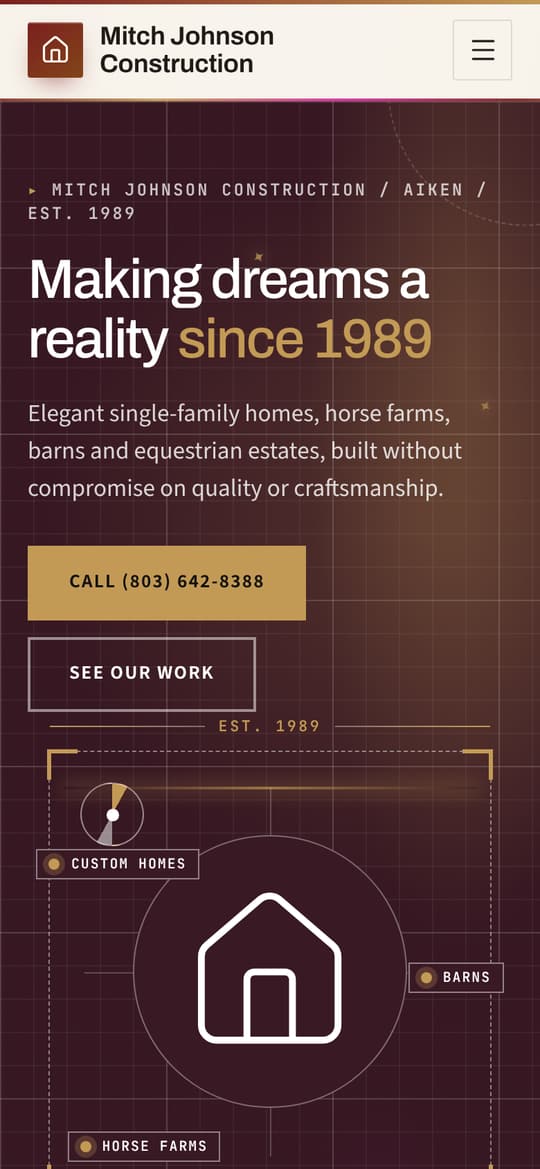 Mitch Johnson
Construction
▸ MITCH JOHNSON CONSTRUCTION / AIKEN /
EST. 1989
Making dreams a
reality since 1989
Elegant single-family homes, horse farms,
barns and equestrian estates, built without
compromise on quality or craftsmanship.
CALL (803) 642-8388
SEE OUR WORK
EST. 1989
CUSTOM HOMES
BARNS
HORSE FARMS